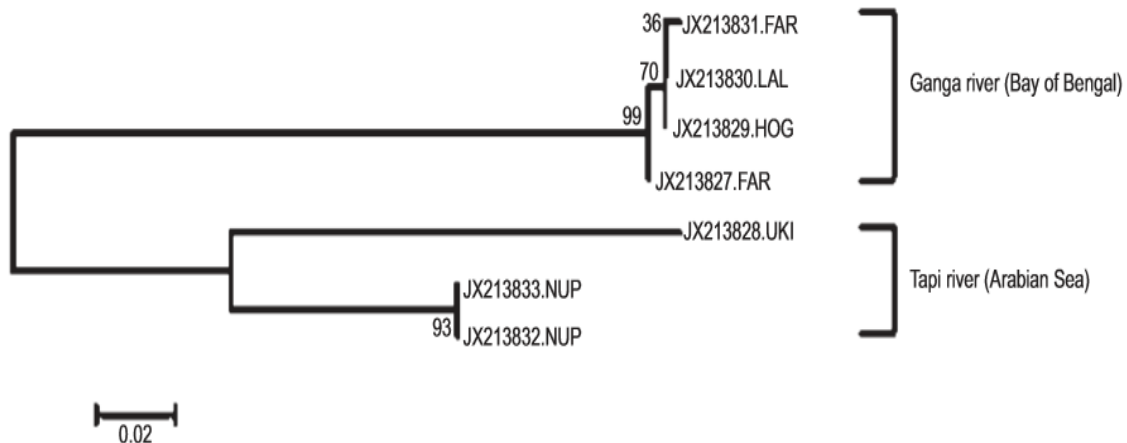 36
JX213831.FAR
70
JX213830.LAL
Ganga river (Bay of Bengal)
99
JX213829.HOG
JX213827.FAR
JX213828.UKI
JX213833.NUP
Tapi river (Arabian Sea)
93
JX213832.NUP
0.02